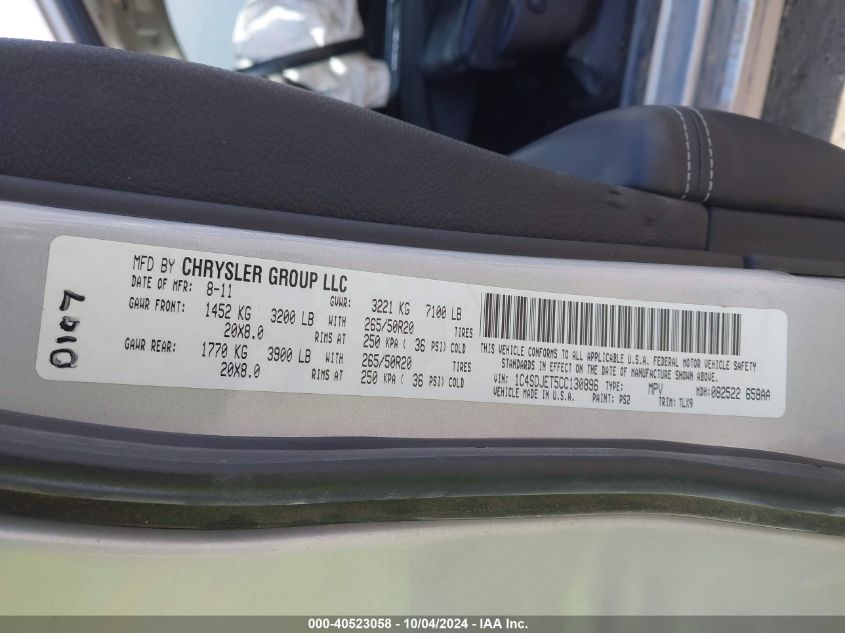 0197
MFD BY CHRYSLER GROUP LLC
DATE OF MFR: 8-11 GVWR: 3221 KG 7100 LB
GAWR FRONT: 1452 KG 3200 LB WITH 265/50R20 TIRES
20X8.0 RIMS AT 250 KPA ( 36 PSI) COLD
GAWR REAR: 1770 KG 3900 LB WITH 265/50R20 TIRES
20X8.0 RIMS AT 250 KPA ( 36 PSI) COLD
THIS VEHICLE CONFORMS TO ALL APPLICABLE U.S.A. FEDERAL MOTOR VEHICLE SAFETY
STANDARDS IN EFFECT ON THE DATE OF MANUFACTURE SHOWN ABOVE.
VIN: 1C4SDJET5CC130896 TYPE: MPV MDH: 082522 658AA
VEHICLE MADE IN U.S.A. PAINT: PS2 TRIM: TLX9
000-40523058 - 10/04/2024 - IAA Inc.